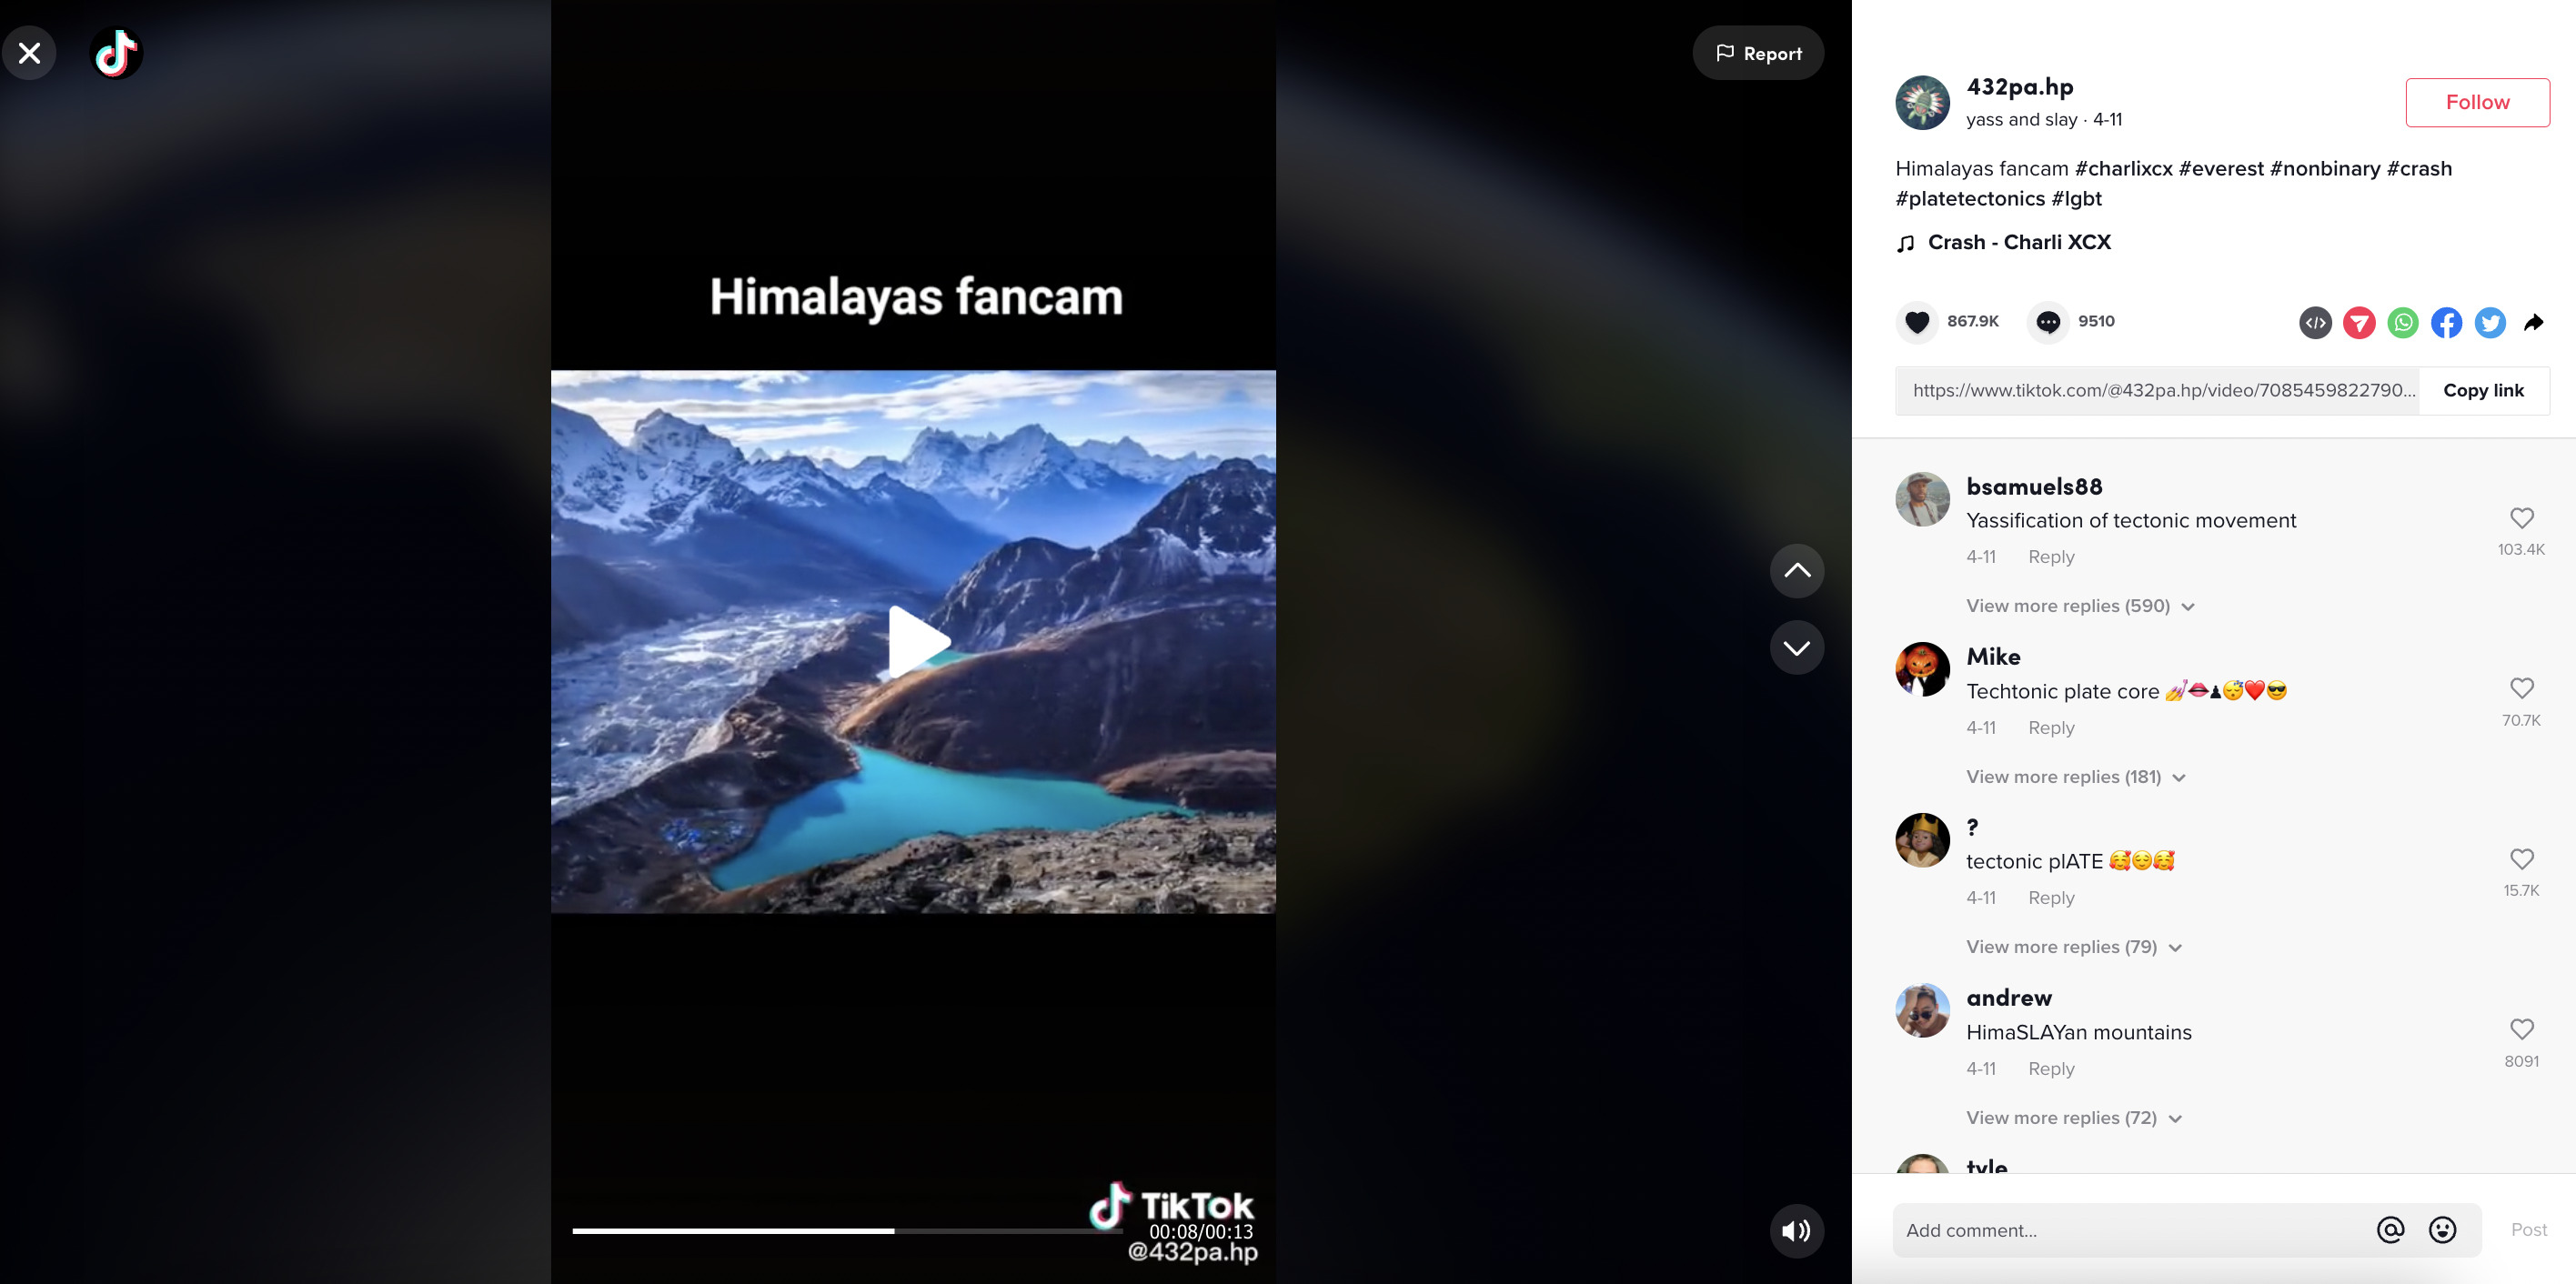 Report
Himalayas fancam
TikTok
00:08/00:13
@432pa.hp
432pa.hp
yass and slay · 4-11
Follow
Himalayas fancam #charlixcx #everest #nonbinary #crash
#platetectonics #lgbt
Crash - Charli XCX
867.9K
9510
https://www.tiktok.com/@432pa.hp/video/7085459822790...
Copy link
bsamuels88
Yassification of tectonic movement
103.4K
4-11 Reply
View more replies (590)
Mike
Techtonic plate core 💅👄♟😴❤️😎
70.7K
4-11 Reply
View more replies (181)
?
tectonic plATE 🥰😌🥰
15.7K
4-11 Reply
View more replies (79)
andrew
HimaSLAYan mountains
8091
4-11 Reply
View more replies (72)
Add comment...
Post